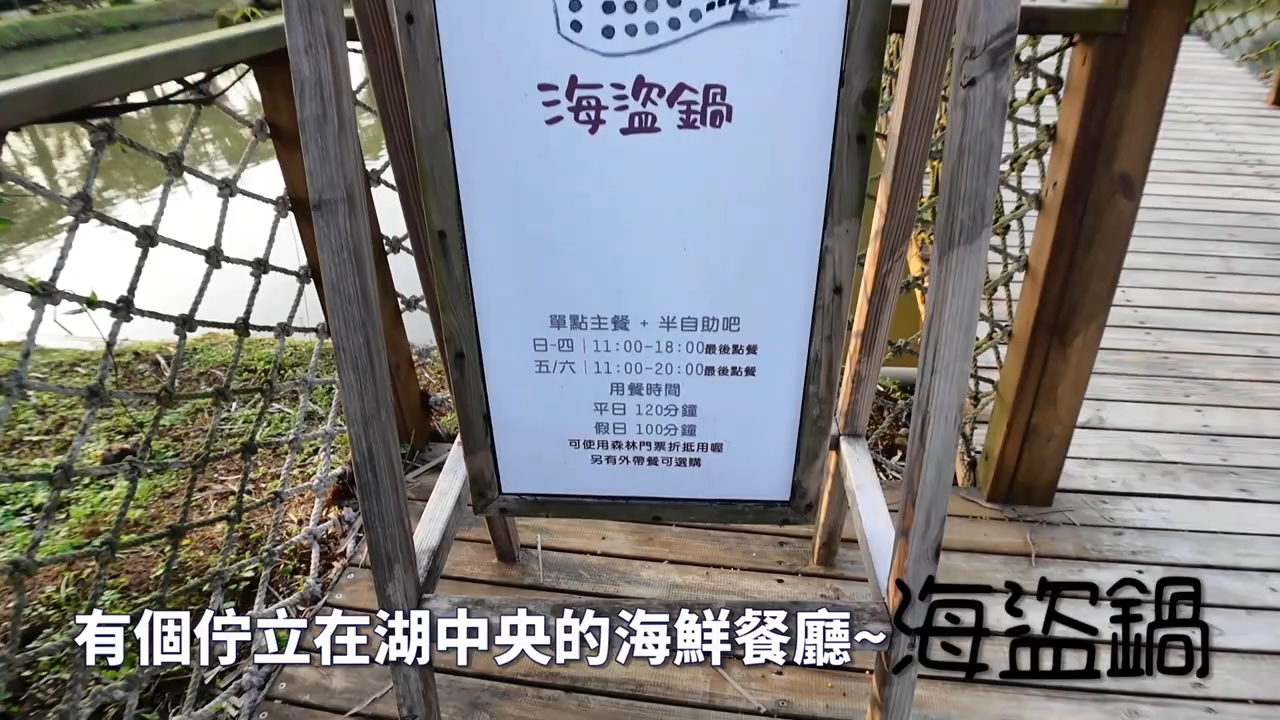 海盜鍋
單點主餐 + 半自助吧
日~四｜11:00-18:00最後點餐
五/六｜11:00-20:00最後點餐
用餐時間
平日 120分鐘
假日 100分鐘
可使用森林門票折抵用喔
另有外帶餐可選購
有個佇立在湖中央的海鮮餐廳~海盜鍋